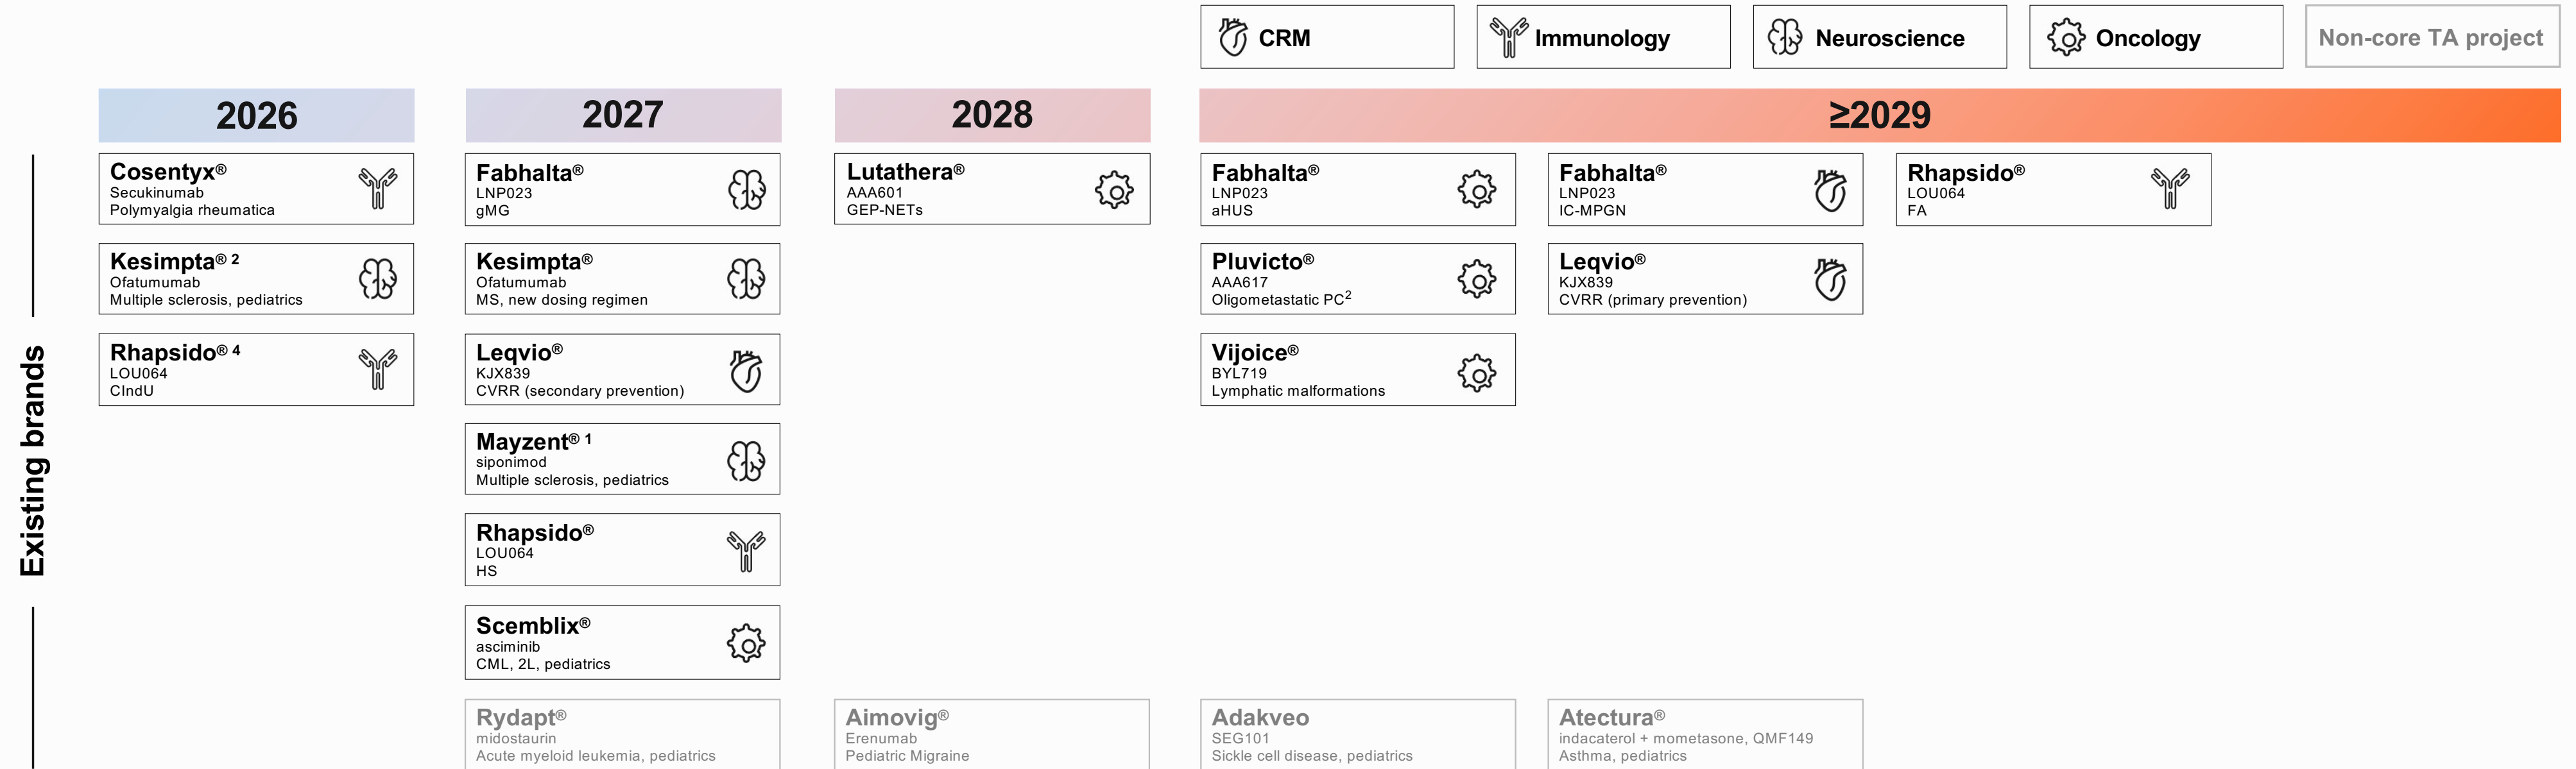 CRM
Immunology
Neuroscience
Oncology
Non-core TA project
2026
2027
2028
≥2029
Existing brands
Cosentyx®
Secukinumab
Polymyalgia rheumatica
Kesimpta® 2
Ofatumumab
Multiple sclerosis, pediatrics
Rhapsido® 4
LOU064
CIndU
Fabhalta®
LNP023
gMG
Kesimpta®
Ofatumumab
MS, new dosing regimen
Leqvio®
KJX839
CVRR (secondary prevention)
Mayzent® 1
siponimod
Multiple sclerosis, pediatrics
Rhapsido®
LOU064
HS
Scemblix®
asciminib
CML, 2L, pediatrics
Rydapt®
midostaurin
Acute myeloid leukemia, pediatrics
Lutathera®
AAA601
GEP-NETs
Aimovig®
Erenumab
Pediatric Migraine
Fabhalta®
LNP023
aHUS
Pluvicto®
AAA617
Oligometastatic PC2
Vijoice®
BYL719
Lymphatic malformations
Adakveo
SEG101
Sickle cell disease, pediatrics
Fabhalta®
LNP023
IC-MPGN
Leqvio®
KJX839
CVRR (primary prevention)
Atectura®
indacaterol + mometasone, QMF149
Asthma, pediatrics
Rhapsido®
LOU064
FA